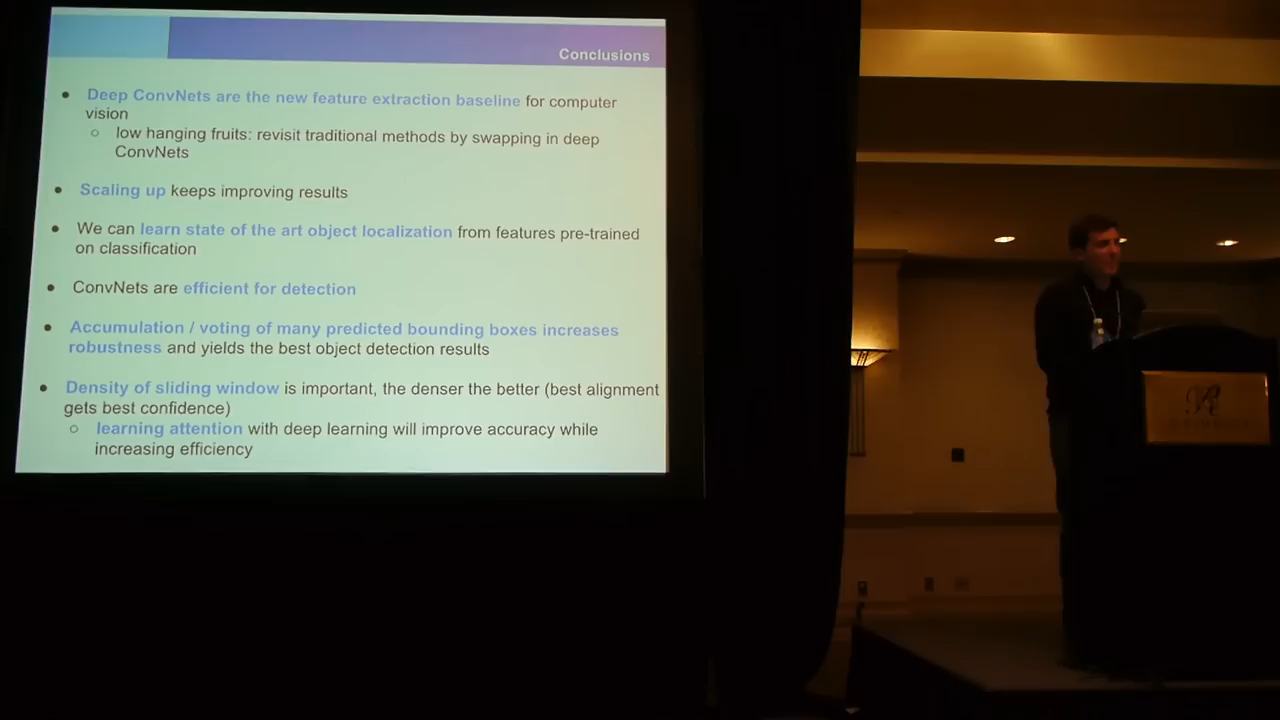 Conclusions
Deep ConvNets are the new feature extraction baseline for computer
vision
low hanging fruits: revisit traditional methods by swapping in deep
ConvNets
Scaling up keeps improving results
We can learn state of the art object localization from features pre-trained
on classification
ConvNets are efficient for detection
Accumulation / voting of many predicted bounding boxes increases
robustness and yields the best object detection results
Density of sliding window is important, the denser the better (best alignment
gets best confidence)
learning attention with deep learning will improve accuracy while
increasing efficiency